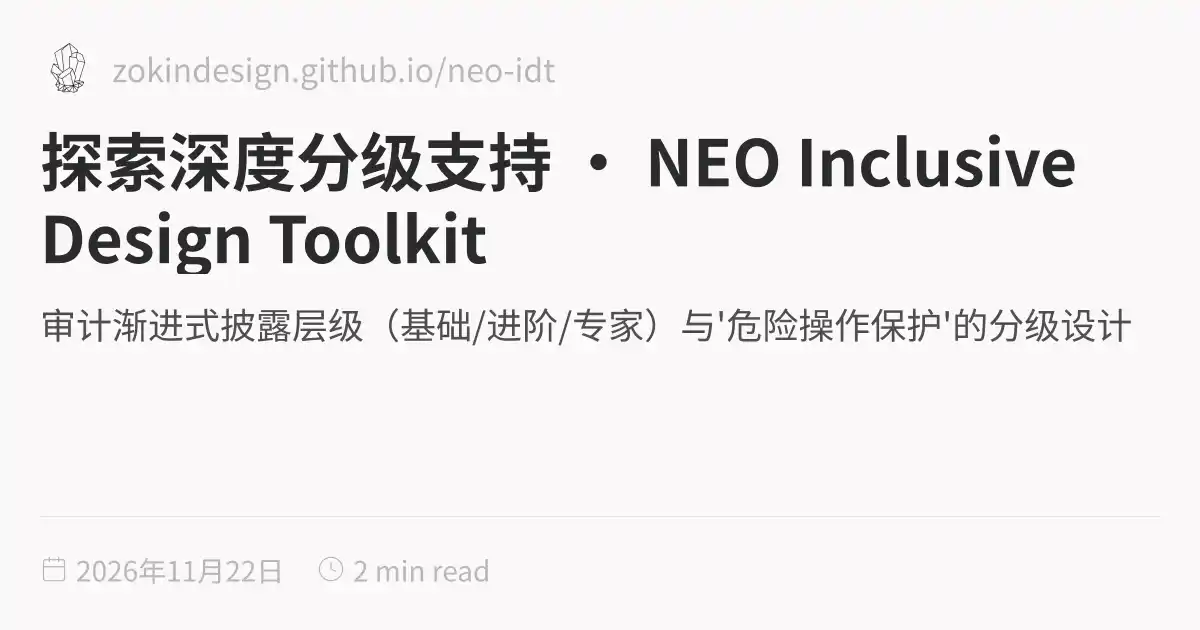 zokindesign.github.io/neo-idt
探索深度分级支持 · NEO Inclusive
Design Toolkit
审计渐进式披露层级（基础/进阶/专家）与'危险操作保护'的分级设计
2026年11月22日
2 min read